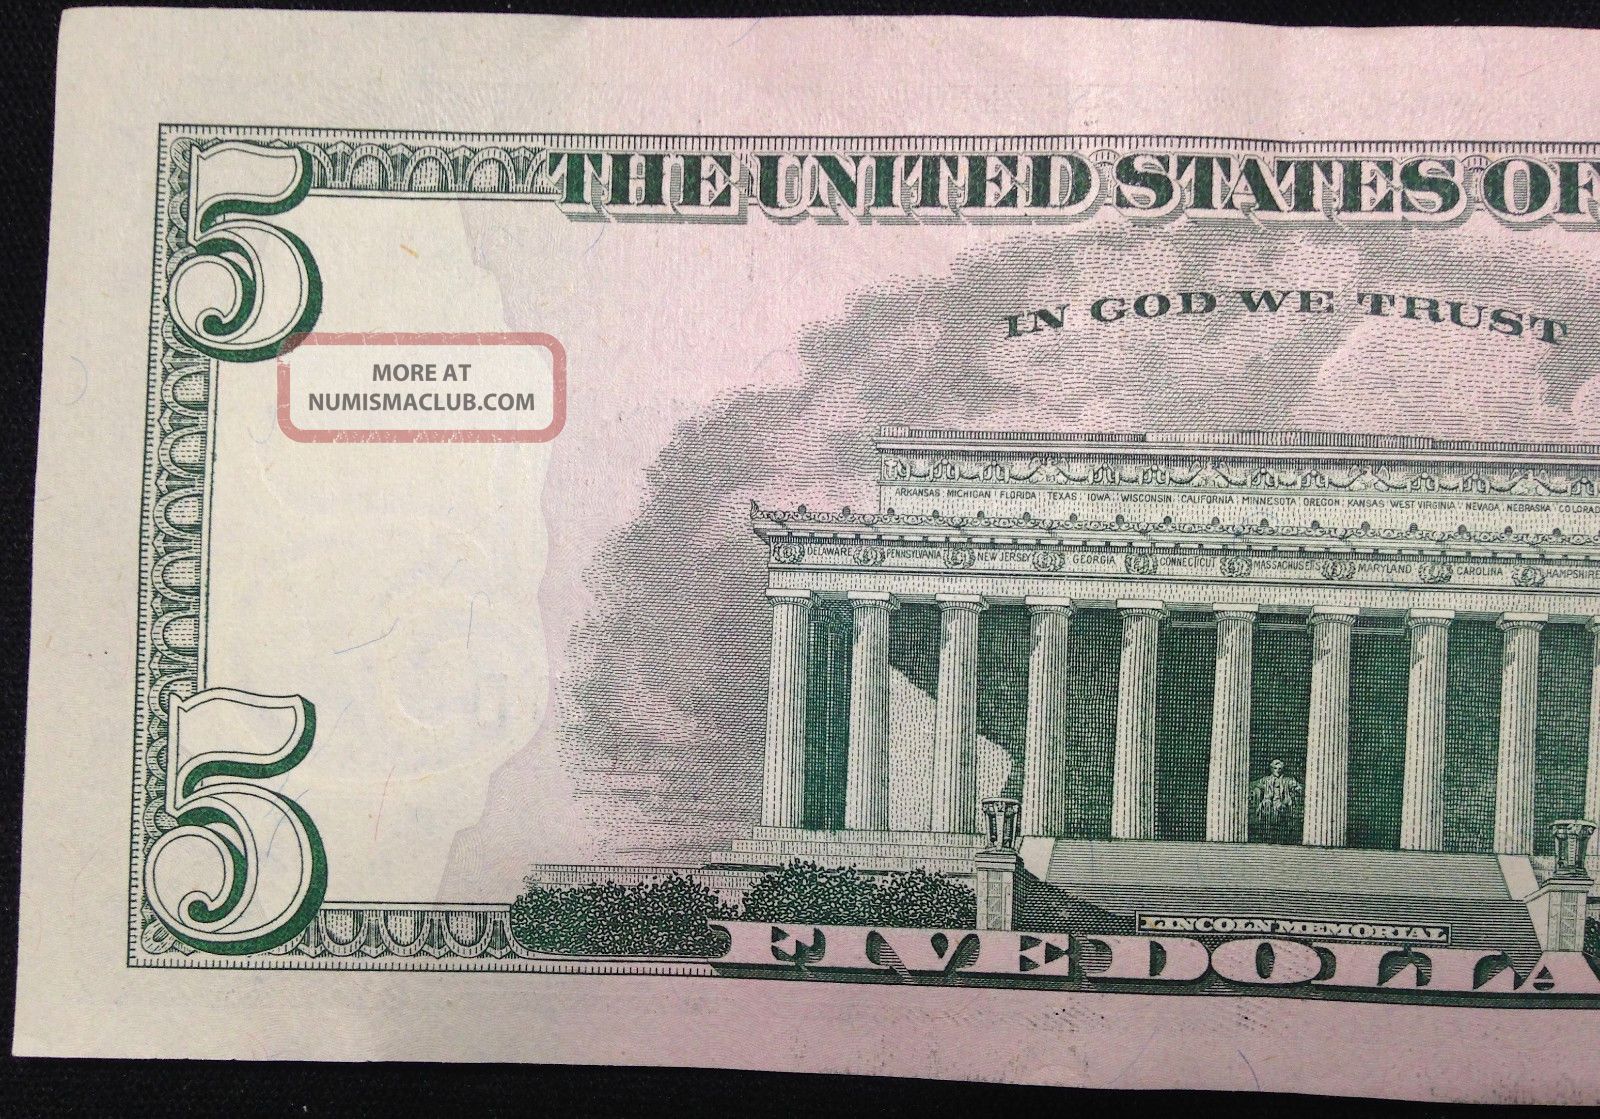 5
THE UNITED STATES OF
IN GOD WE TRUST
MORE AT
NUMISMACLUB.COM
ARKANSAS MICHIGAN FLORIDA TEXAS IOWA WISCONSIN CALIFORNIA MINNESOTA OREGON KANSAS WEST VIRGINIA NEVADA NEBRASKA COLORAD
DELAWARE PENNSYLVANIA NEW JERSEY GEORGIA CONNECTICUT MASSACHUSETTS MARYLAND CAROLINA HAMPSHIRE
5
LINCOLN MEMORIAL
FIVE DOLLA